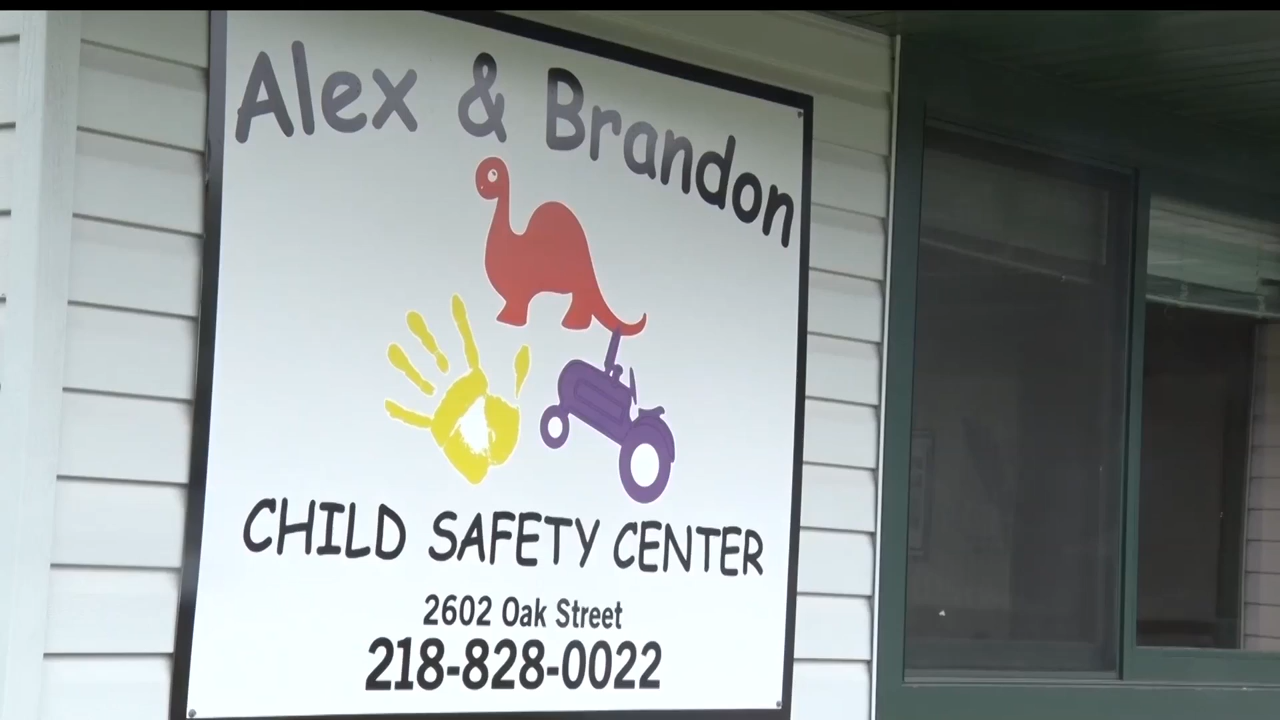 Alex & Brandon
CHILD SAFETY CENTER
2602 Oak Street
218-828-0022